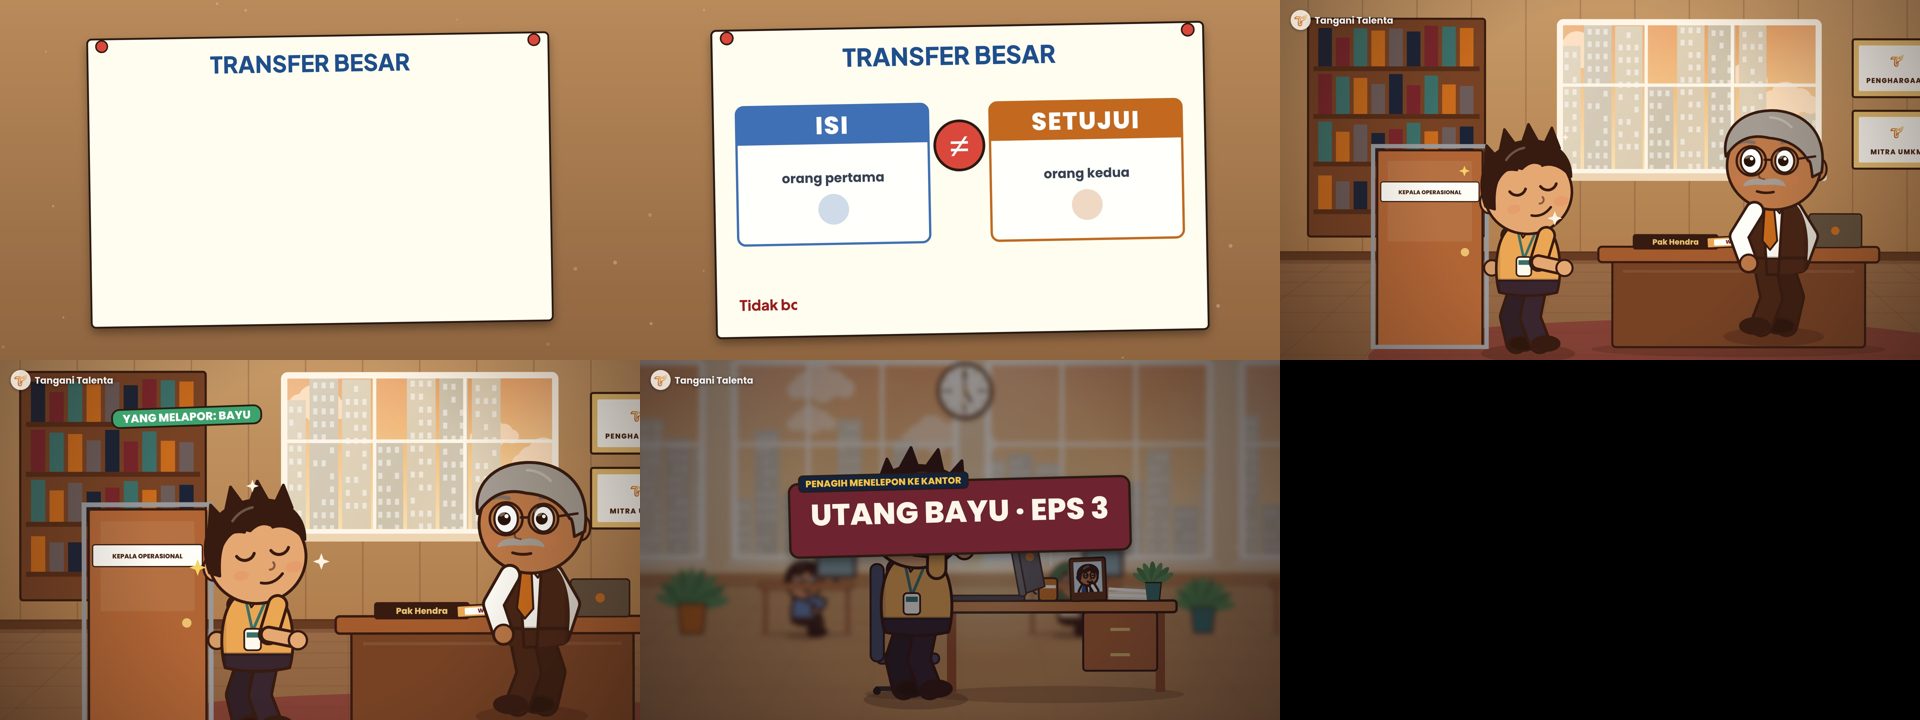 TRANSFER BESAR
TRANSFER BESAR
ISI
≠
SETUJUI
orang pertama
orang kedua
Tidak bo
Tangani Talenta
PENGHARGAA
MITRA UMKM
KEPALA OPERASIONAL
Pak Hendra
Tangani Talenta
YANG MELAPOR: BAYU
PENGHA
MITRA
KEPALA OPERASIONAL
Pak Hendra
Tangani Talenta
PENAGIH MENELEPON KE KANTOR
UTANG BAYU · EPS 3